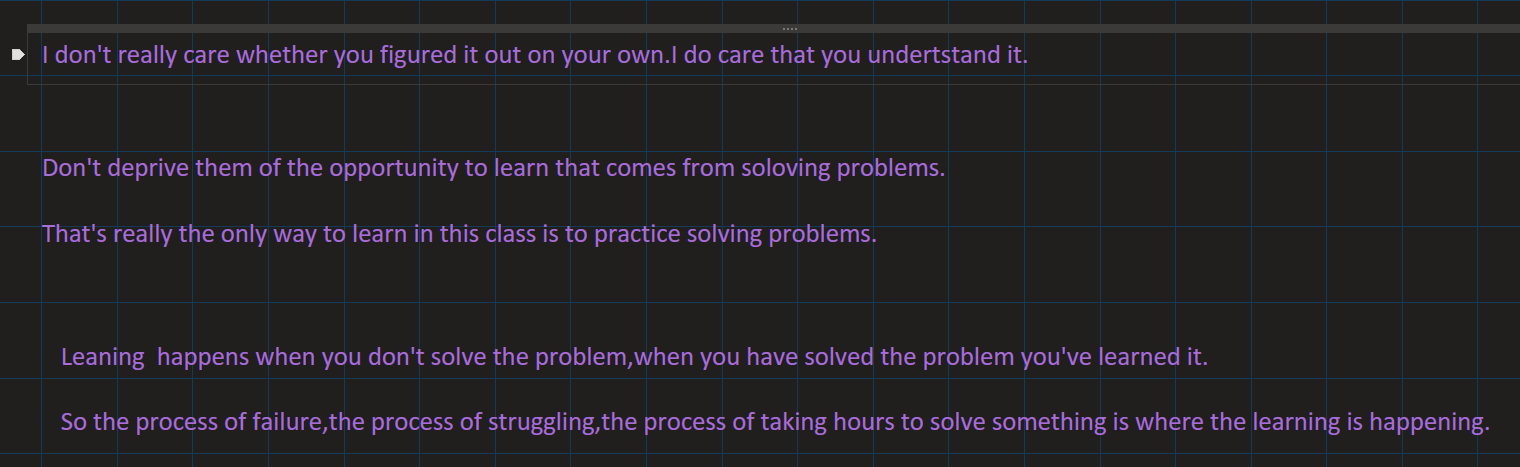 I don't really care whether you figured it out on your own.I do care that you undertstand it.
Don't deprive them of the opportunity to learn that comes from soloving problems.
That's really the only way to learn in this class is to practice solving problems.
Leaning  happens when you don't solve the problem,when you have solved the problem you've learned it.
So the process of failure,the process of struggling,the process of taking hours to solve something is where the learning is happening.